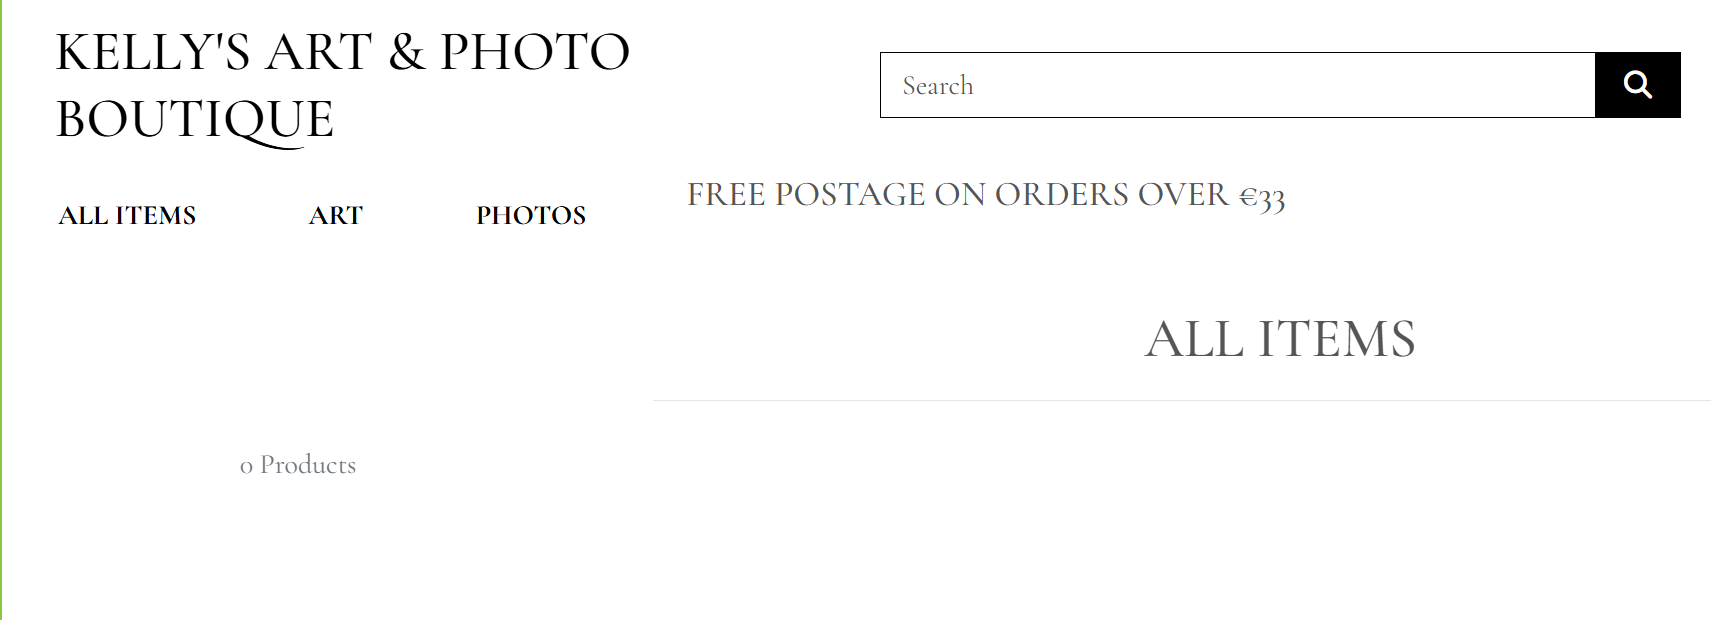 KELLY'S ART & PHOTO
BOUTIQUE
Search
FREE POSTAGE ON ORDERS OVER €33
ALL ITEMS
ART
PHOTOS
ALL ITEMS
0 Products